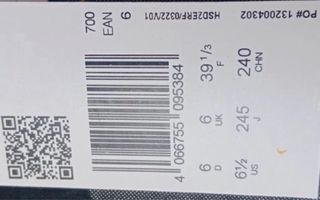 PO# 132004302
HSD2ERF/0322/V01
700
EAN
6
4 066755 095384
6
D
6
UK
39 1/3
F
6½
US
245
J
240
CHN